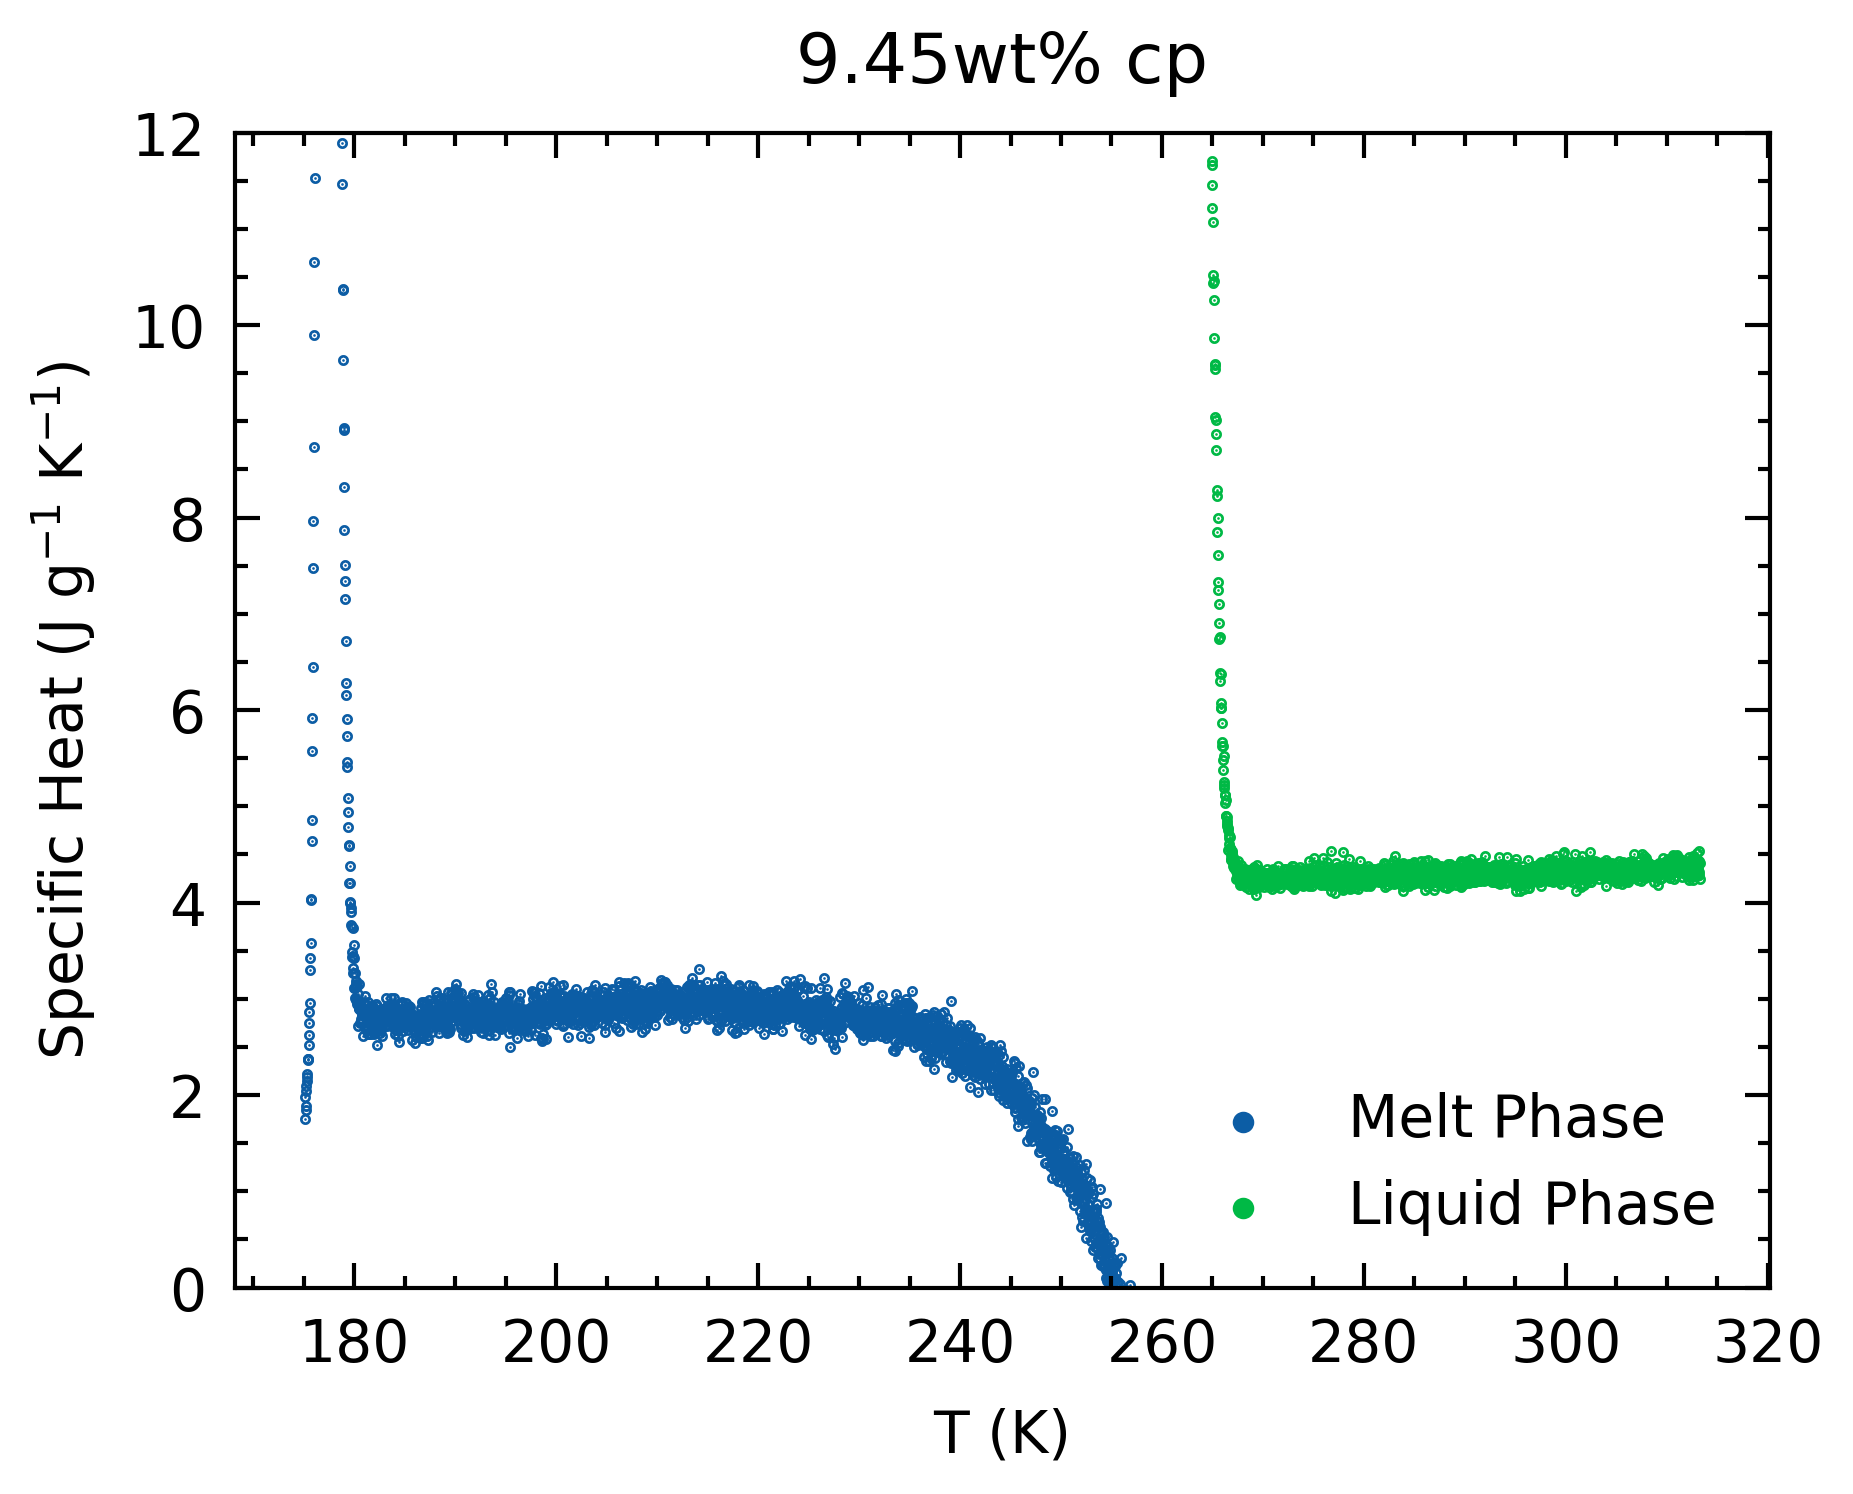 9.45wt% cp
12
10
8
6
4
2
0
Specific Heat (J g⁻¹ K⁻¹)
Melt Phase
Liquid Phase
180 200 220 240 260 280 300 320
T (K)